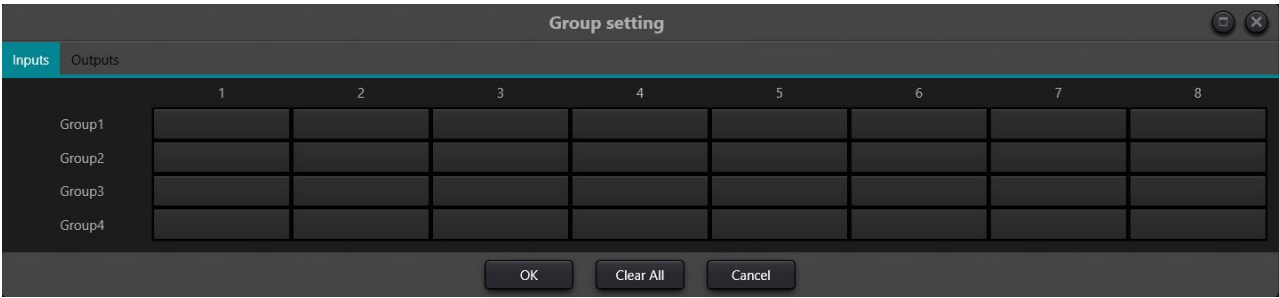 Group setting
Inputs Outputs
1 2 3 4 5 6 7 8
Group1
Group2
Group3
Group4
OK Clear All Cancel